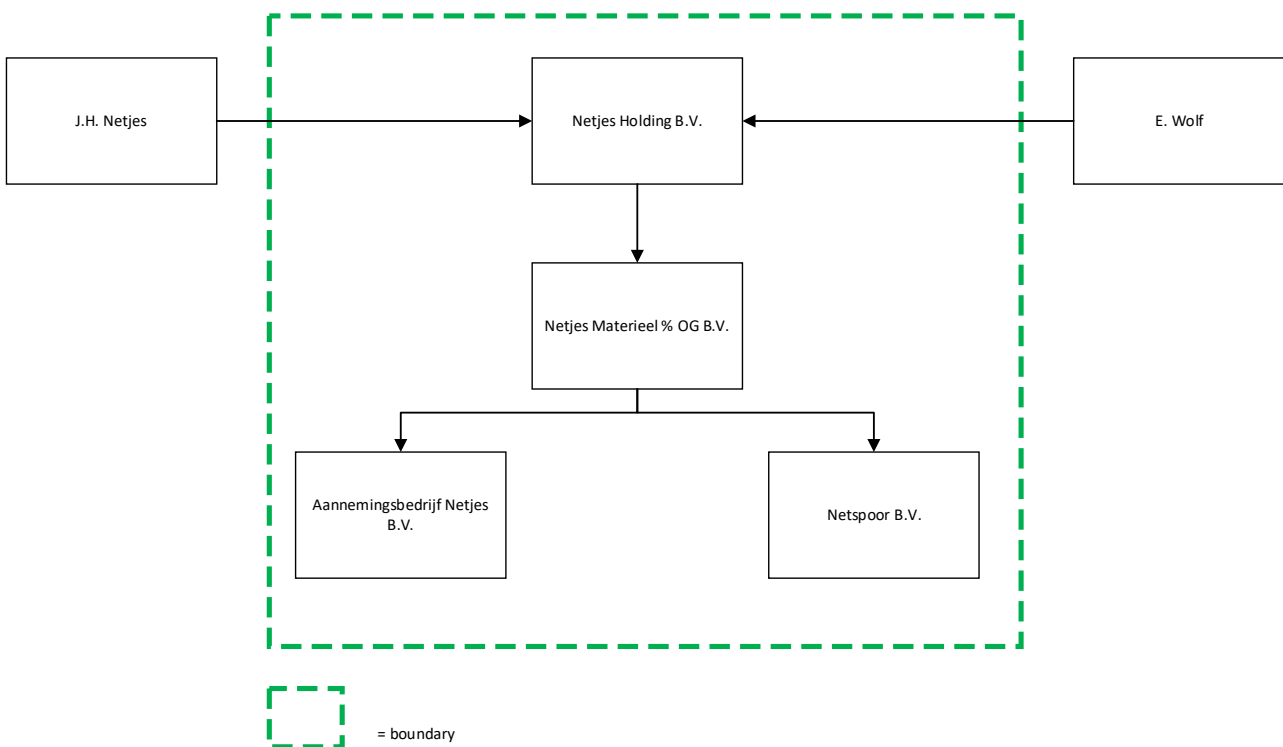 J.H. Netjes
Netjes Holding B.V.
E. Wolf
Netjes Materieel % OG B.V.
Aannemingsbedrijf Netjes
B.V.
Netspoor B.V.
= boundary